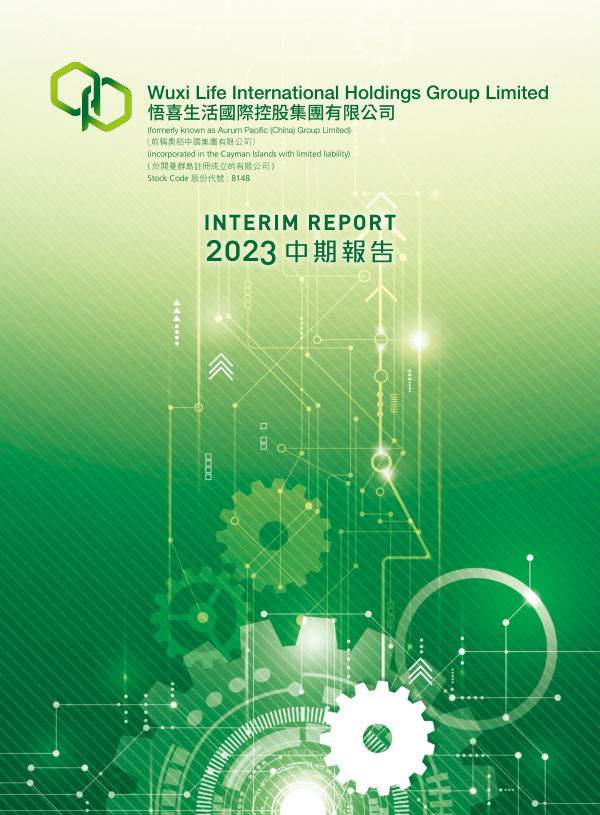 Wuxi Life International Holdings Group Limited
悟喜生活國際控股集團有限公司
(formerly known as Aurum Pacific (China) Group Limited)
(前稱奧栢中國集團有限公司)
(incorporated in the Cayman Islands with limited liability)
(於開曼群島註冊成立的有限公司)
Stock Code 股份代號 : 8148
INTERIM REPORT
2023 中期報告